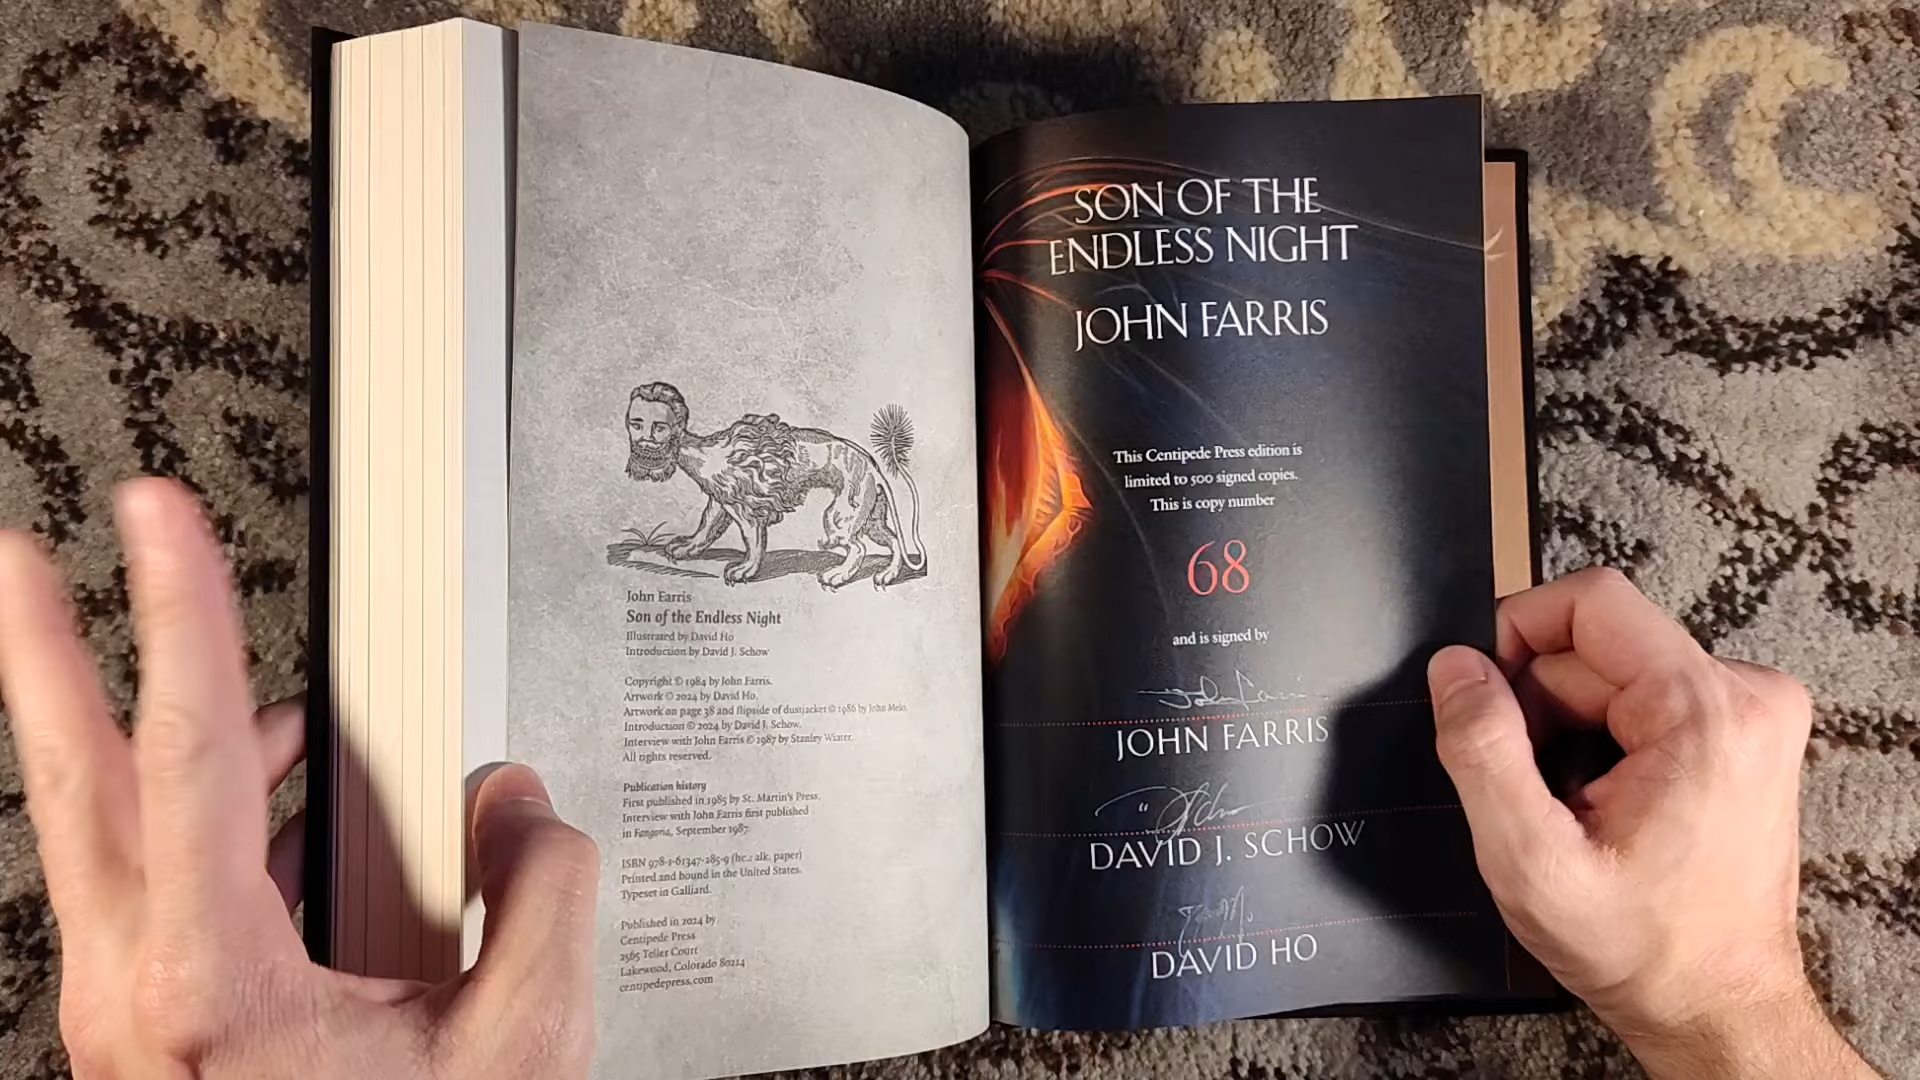 John Farris
Son of the Endless Night
Illustrated by David Ho
Introduction by David J. Schow
Copyright © 1984 by John Farris.
Artwork © 2024 by David Ho.
Artwork on page 38 and flipside of dustjacket © 1986 by John Melo.
Introduction © 2024 by David J. Schow.
Interview with John Farris © 1987 by Stanley Wiater.
All rights reserved.
Publication history
First published in 1985 by St. Martin's Press.
Interview with John Farris first published
in Fangoria, September 1987.
ISBN 978-1-61347-285-9 (hc.: alk. paper)
Printed and bound in the United States.
Typeset in Galliard.
Published in 2024 by
Centipede Press
2565 Teller Court
Lakewood, Colorado 80214
centipedepress.com
SON OF THE
ENDLESS NIGHT
JOHN FARRIS
This Centipede Press edition is
limited to 500 signed copies.
This is copy number
68
and is signed by
John Farris
JOHN FARRIS
DAVID J. SCHOW
DAVID HO